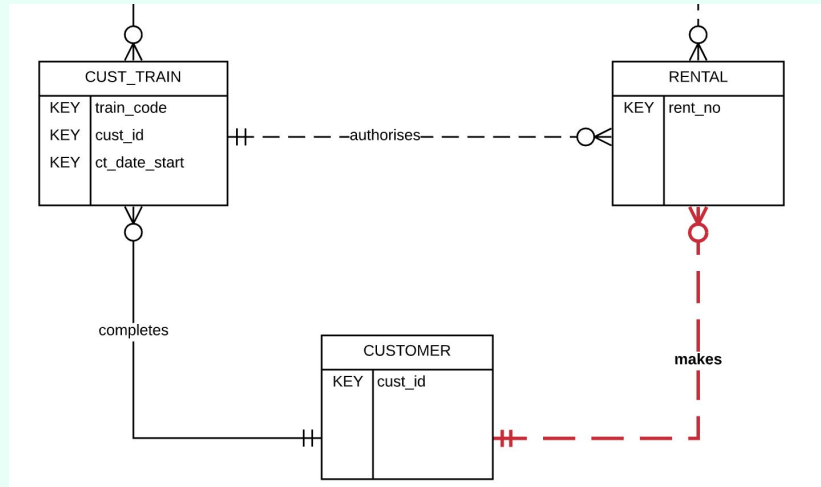 CUST_TRAIN
KEY train_code
KEY cust_id
KEY ct_date_start
authorises
RENTAL
KEY rent_no
completes
CUSTOMER
KEY cust_id
makes